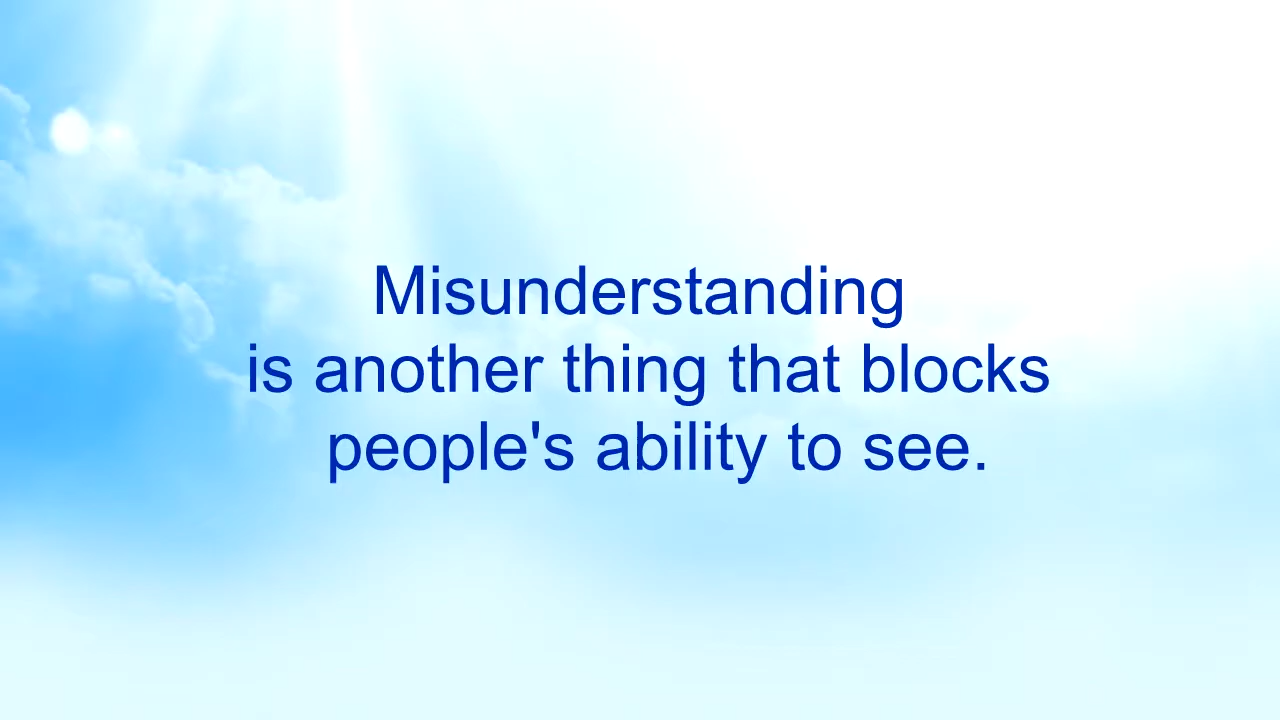 Misunderstanding
is another thing that blocks
people's ability to see.